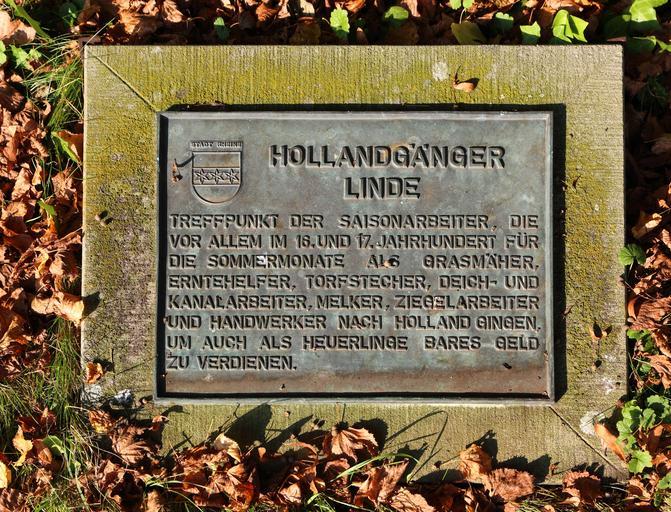 STADT RHEINE
HOLLANDGÄNGER
LINDE
TREFFPUNKT DER SAISONARBEITER, DIE
VOR ALLEM IM 16. UND 17. JAHRHUNDERT FÜR
DIE SOMMERMONATE ALS GRASMÄHER,
ERNTEHELFER, TORFSTECHER, DEICH- UND
KANALARBEITER, MELKER, ZIEGELARBEITER
UND HANDWERKER NACH HOLLAND GINGEN,
UM AUCH ALS HEUERLINGE BARES GELD
ZU VERDIENEN.